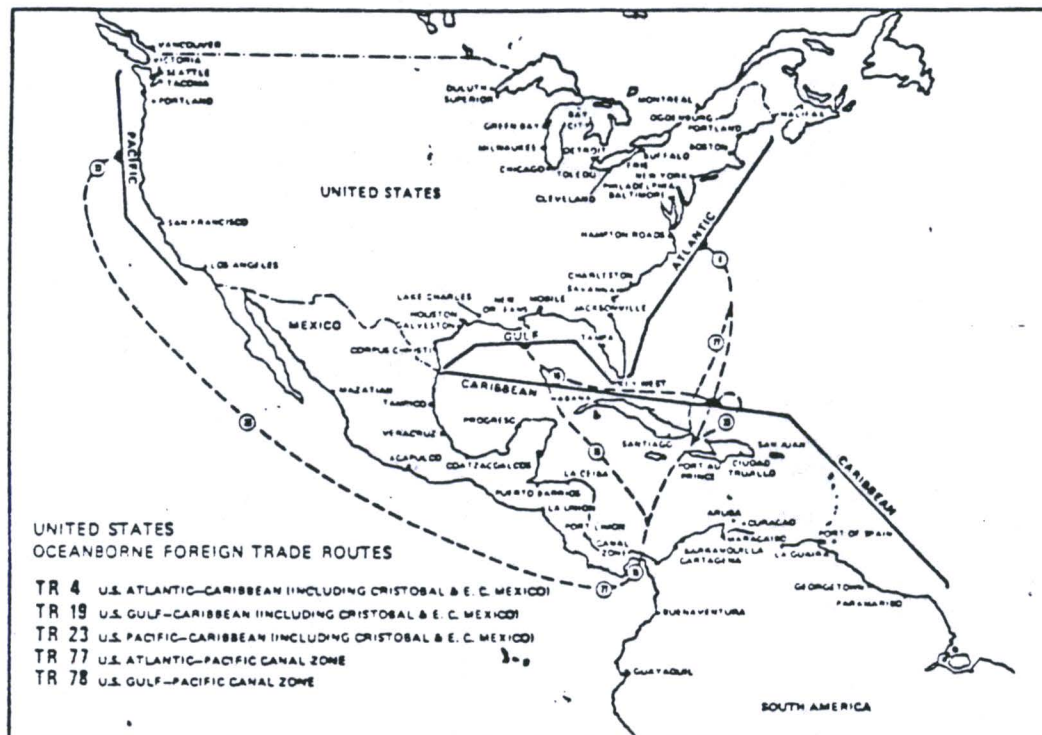 VANCOUVER
VICTORIA
SEATTLE
TACOMA
PORTLAND
PACIFIC
SAN FRANCISCO
LOS ANGELES
UNITED STATES
DULUTH
SUPERIOR
GREEN BAY
MILWAUKEE
CHICAGO
BAY
CITY
DETROIT
TOLEDO
CLEVELAND
ERIE
BUFFALO
MONTREAL
OGDENBURG
PORTLAND
HALIFAX
BOSTON
NEW YORK
PHILADELPHIA
BALTIMORE
HAMPTON ROADS
ATLANTIC
CHARLESTON
SAVANNA
JACKSONVILLE
TAMPA
KEY WEST
MOBILE
NEW
ORLEANS
LAKE CHARLES
HOUSTON
GALVESTON
CORPUS CHRISTI
GULF
CARIBBEAN
MEXICO
MAZATLAN
TAMPICO
VERACRUZ
ACAPULCO
PROGRESO
COATZACOALCOS
HABANA
SANTIAGO
PORT AU
PRINCE
CIUDAD
TRUJILLO
SAN JUAN
CARIBBEAN
LA CEIBA
PUERTO BARRIOS
LA UNION
PORT LIMON
CANAL
ZONE
ARUBA
CURACAO
MARACAIBO
BARRANQUILLA
CARTAGENA
LA GUAIRA
PORT OF SPAIN
GEORGETOWN
PARAMARIBO
BUENAVENTURA
GUAYAQUIL
SOUTH AMERICA
4
77
77
UNITED STATES
OCEANBORNE FOREIGN TRADE ROUTES
TR 4 U.S. ATLANTIC–CARIBBEAN (INCLUDING CRISTOBAL & E. C. MEXICO)
TR 19 U.S. GULF–CARIBBEAN (INCLUDING CRISTOBAL & E. C. MEXICO)
TR 23 U.S. PACIFIC–CARIBBEAN (INCLUDING CRISTOBAL & E. C. MEXICO)
TR 77 U.S. ATLANTIC–PACIFIC CANAL ZONE
TR 78 U.S. GULF–PACIFIC CANAL ZONE